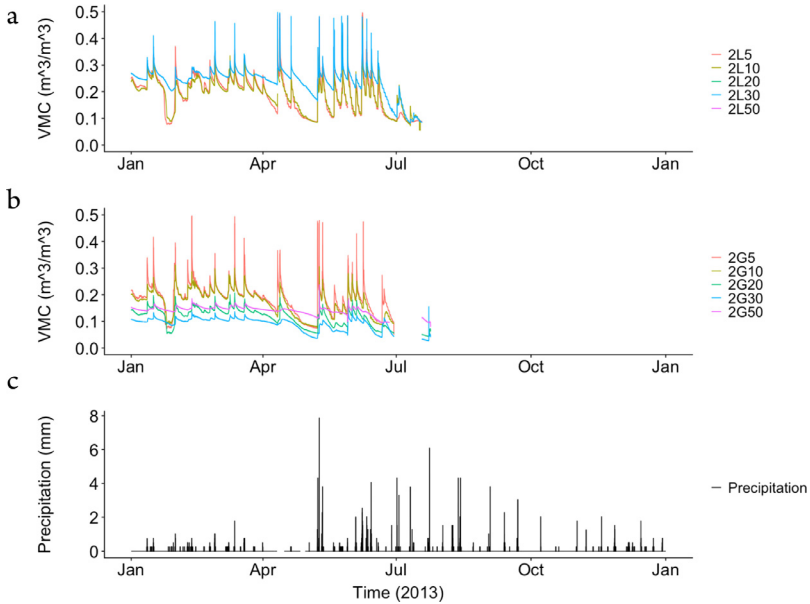 a
VMC (m^3/m^3)
0.5
0.4
0.3
0.2
0.1
0.0
Jan
Apr
Jul
Oct
Jan
2L5
2L10
2L20
2L30
2L50
b
VMC (m^3/m^3)
0.5
0.4
0.3
0.2
0.1
0.0
Jan
Apr
Jul
Oct
Jan
2G5
2G10
2G20
2G30
2G50
c
Precipitation (mm)
8
6
4
2
0
Jan
Apr
Jul
Oct
Jan
Time (2013)
Precipitation